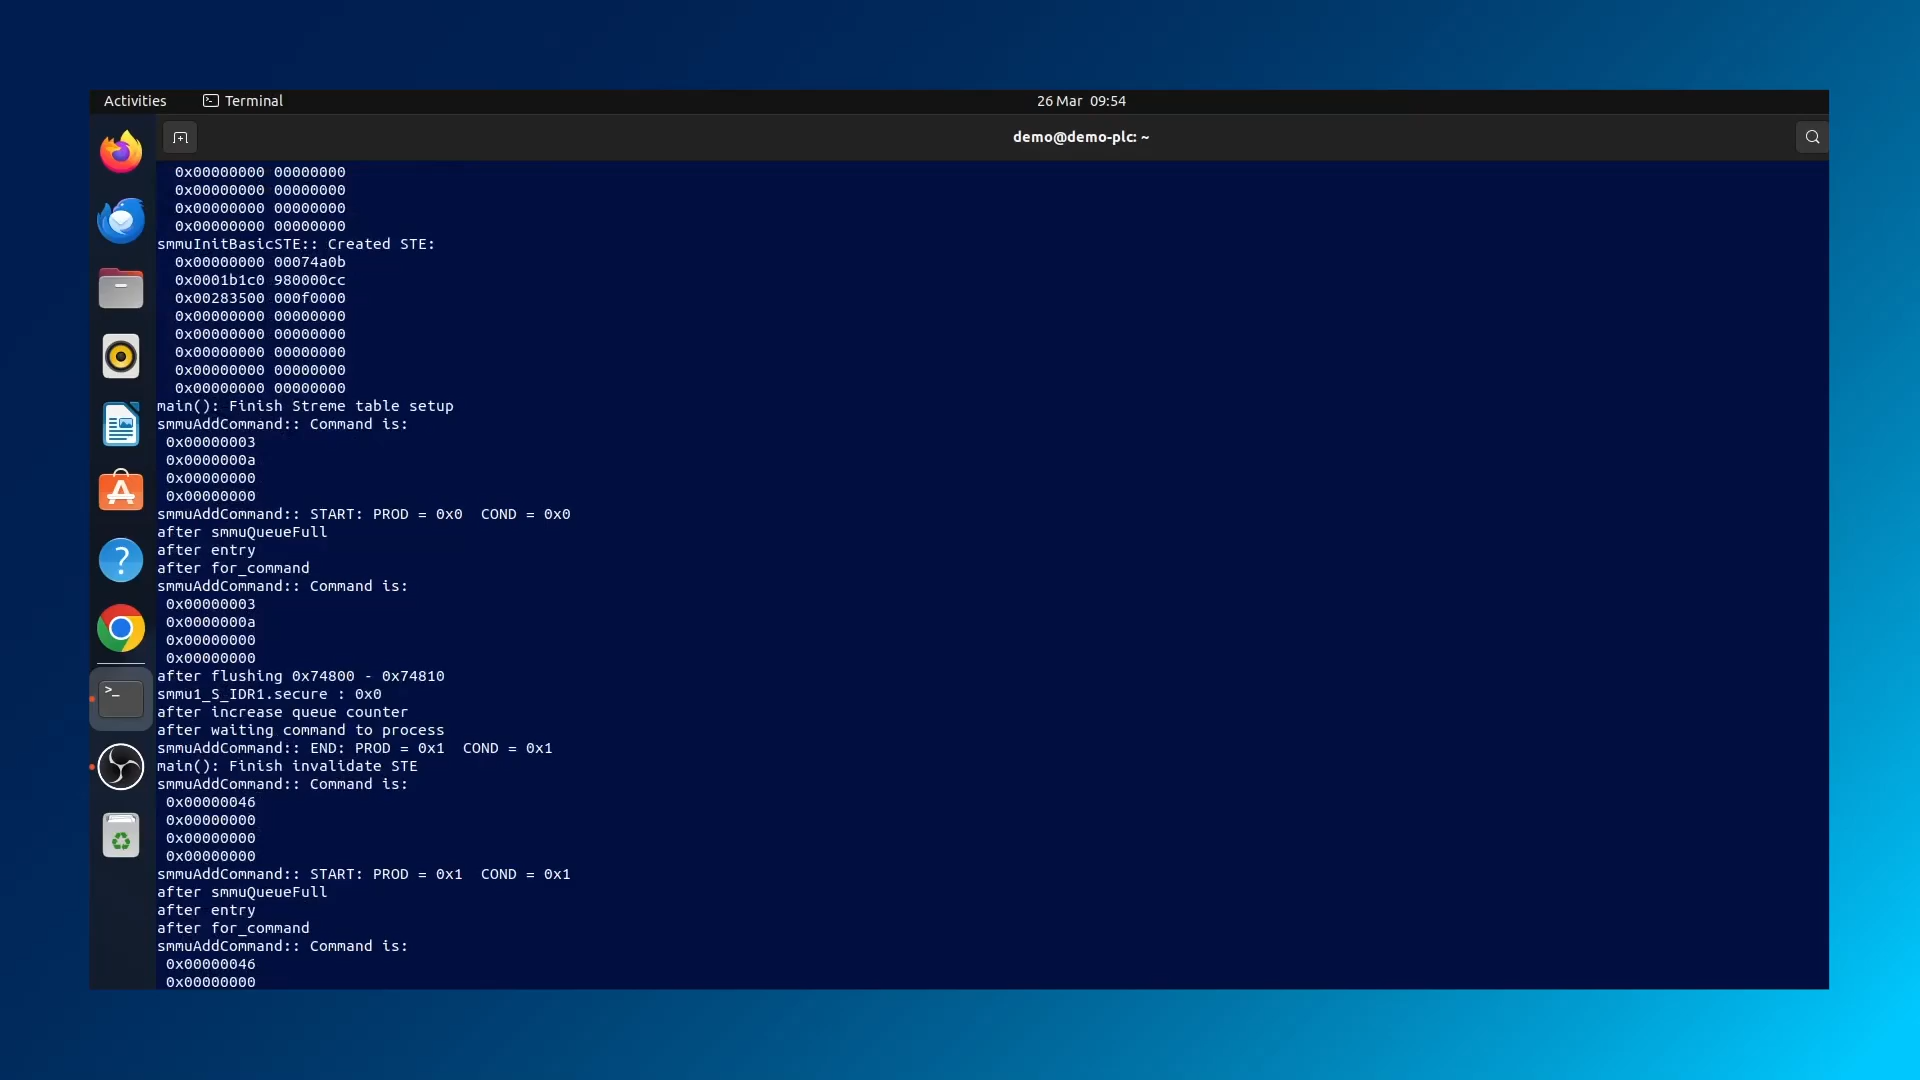 Activities
Terminal
26 Mar 09:54
demo@demo-plc: ~
0x00000000 00000000
0x00000000 00000000
0x00000000 00000000
0x00000000 00000000
smmuInitBasicSTE:: Created STE:
0x00000000 00074a0b
0x0001b1c0 980000cc
0x00283500 000f0000
0x00000000 00000000
0x00000000 00000000
0x00000000 00000000
0x00000000 00000000
0x00000000 00000000
main(): Finish Streme table setup
smmuAddCommand:: Command is:
0x00000003
0x0000000a
0x00000000
0x00000000
smmuAddCommand:: START: PROD = 0x0 COND = 0x0
after smmuQueueFull
after entry
after for_command
smmuAddCommand:: Command is:
0x00000003
0x0000000a
0x00000000
0x00000000
after flushing 0x74800 - 0x74810
smmu1_S_IDR1.secure : 0x0
after increase queue counter
after waiting command to process
smmuAddCommand:: END: PROD = 0x1 COND = 0x1
main(): Finish invalidate STE
smmuAddCommand:: Command is:
0x00000046
0x00000000
0x00000000
0x00000000
smmuAddCommand:: START: PROD = 0x1 COND = 0x1
after smmuQueueFull
after entry
after for_command
smmuAddCommand:: Command is:
0x00000046
0x00000000